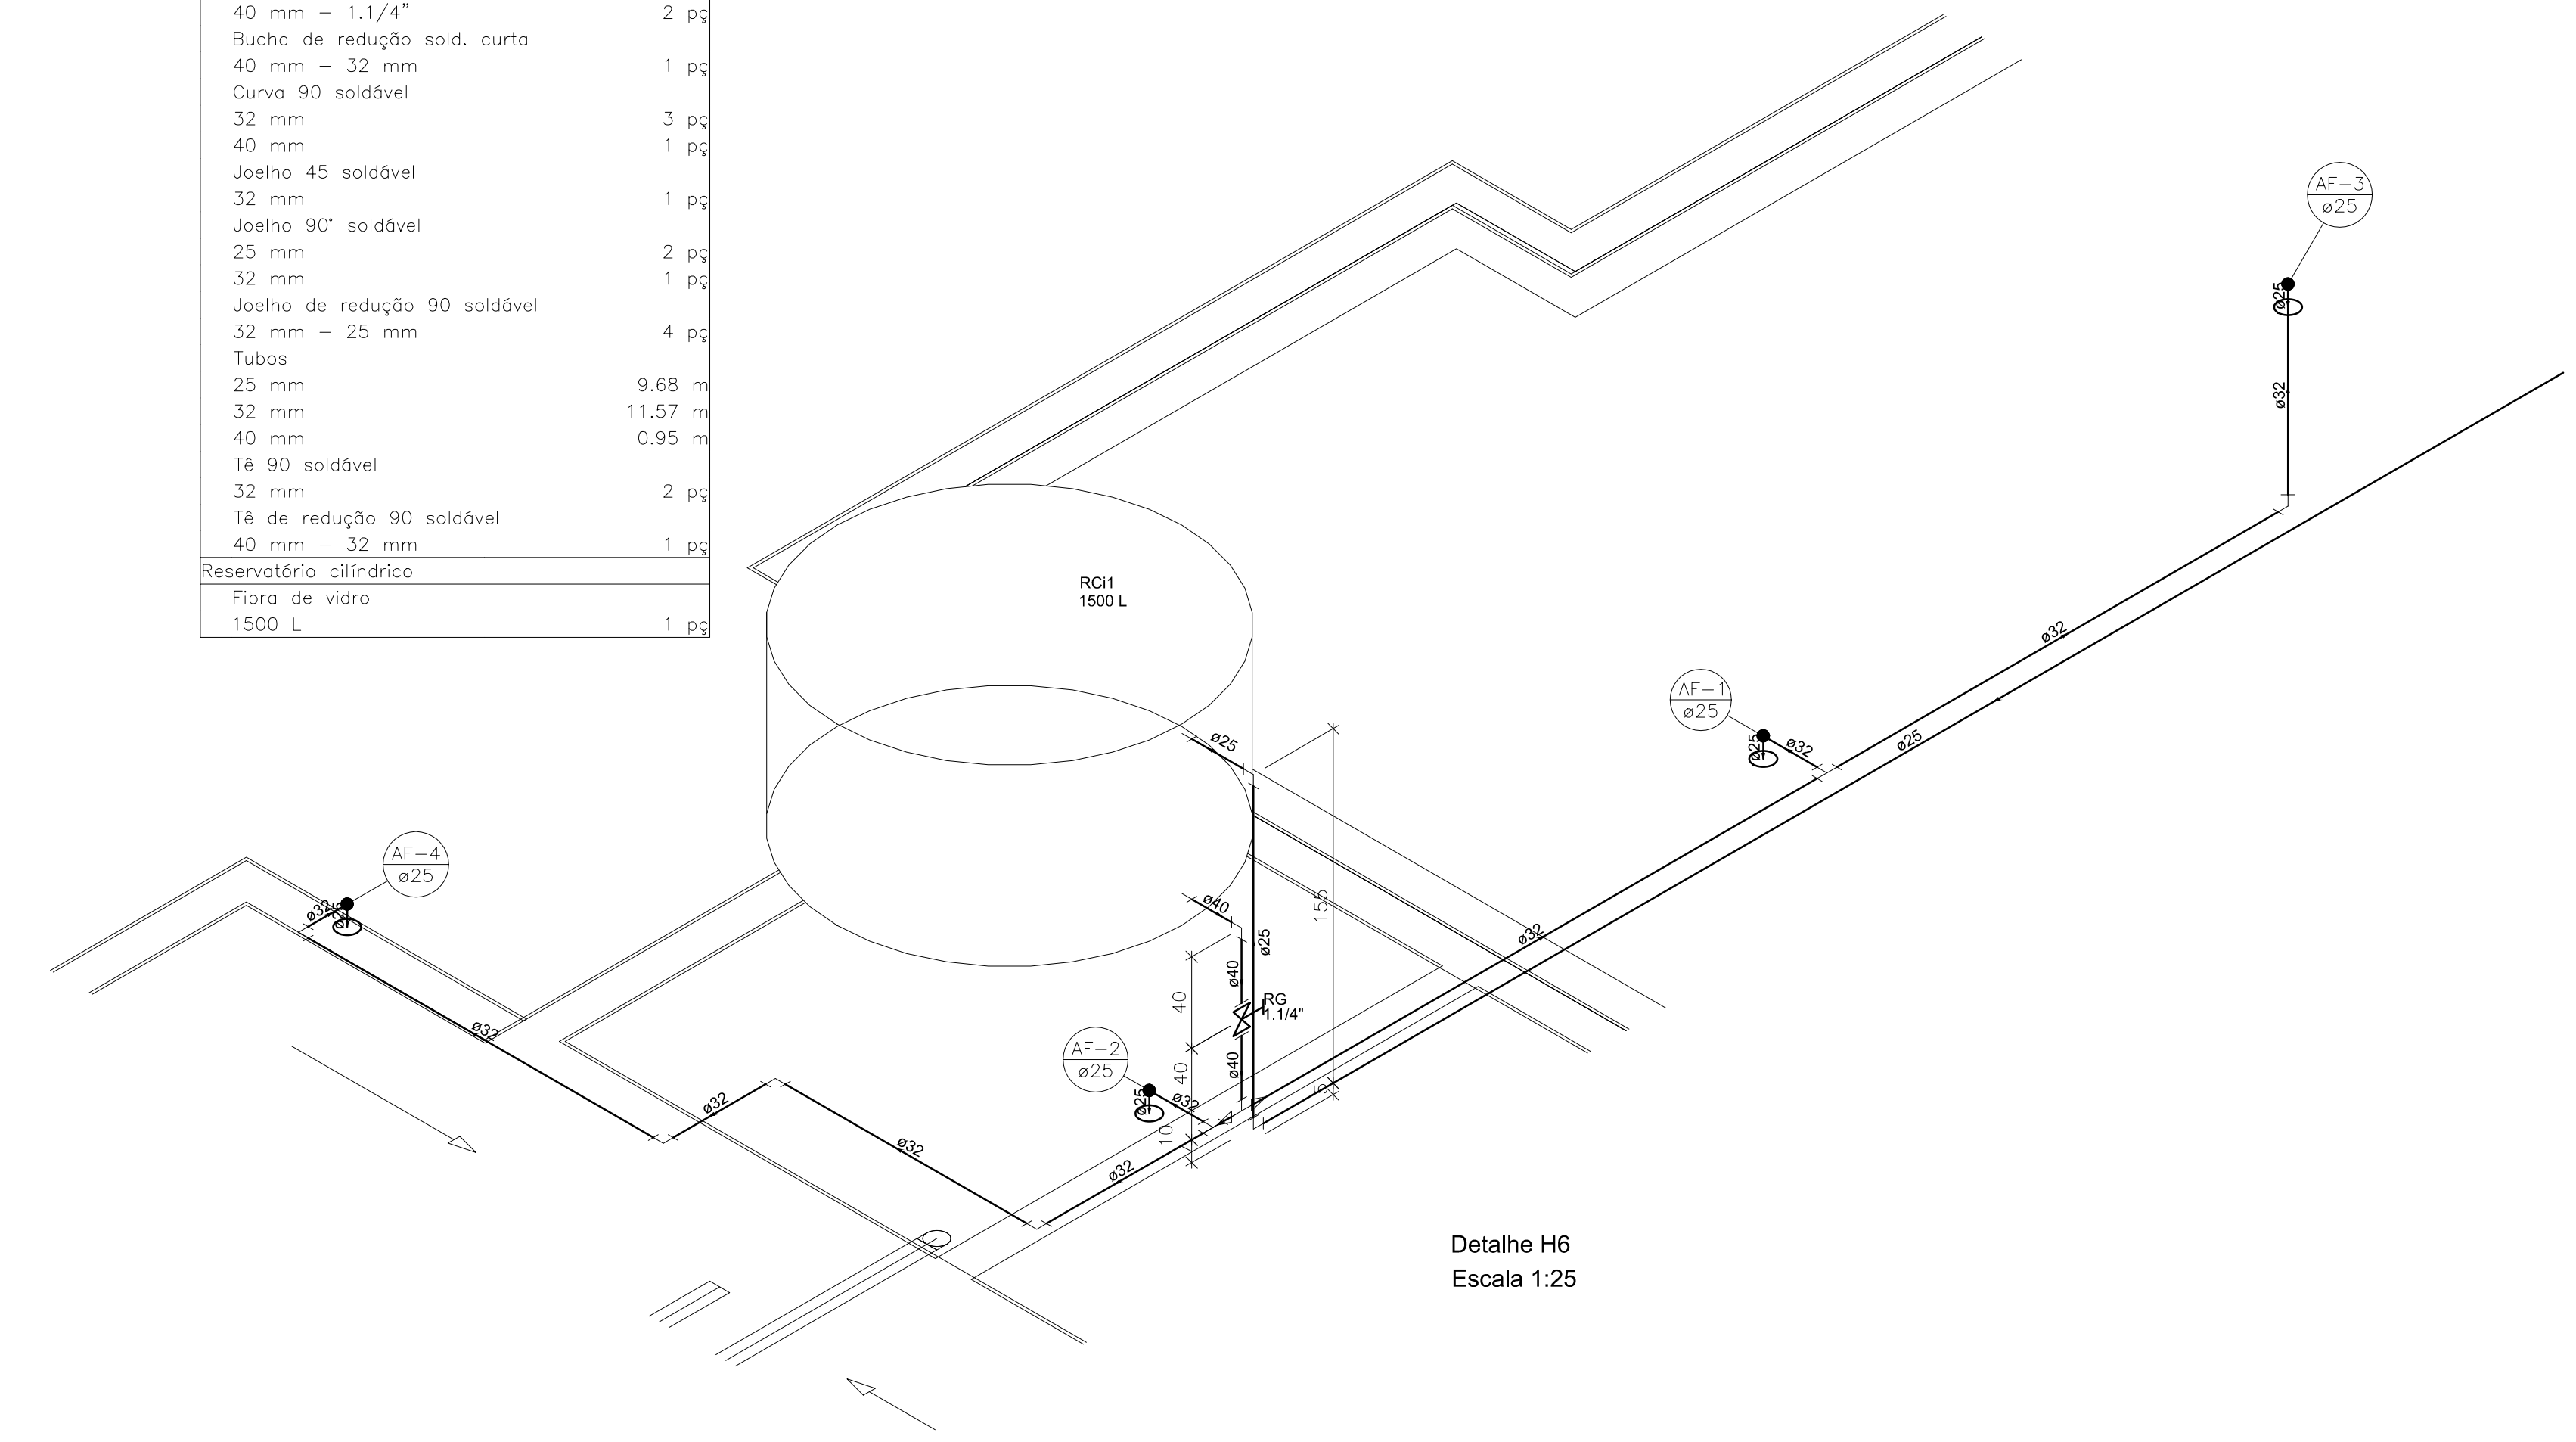 40 mm - 1.1/4" 2 pç
Bucha de redução sold. curta
40 mm - 32 mm 1 pç
Curva 90 soldável
32 mm 3 pç
40 mm 1 pç
Joelho 45 soldável
32 mm 1 pç
Joelho 90° soldável
25 mm 2 pç
32 mm 1 pç
Joelho de redução 90 soldável
32 mm - 25 mm 4 pç
Tubos
25 mm 9.68 m
32 mm 11.57 m
40 mm 0.95 m
Tê 90 soldável
32 mm 2 pç
Tê de redução 90 soldável
40 mm - 32 mm 1 pç
Reservatório cilíndrico
Fibra de vidro
1500 L 1 pç
AF-3
ø25
ø25
ø32
RCi1
1500 L
ø32
AF-1
ø25
ø25
ø32
ø25
ø25
AF-4
ø25
ø32
ø25
ø40
155
ø32
ø25
ø40
40
RG
1.1/4"
ø32
AF-2
ø25
40
ø40
5
ø25
ø32
ø32
10
ø32
ø32
Detalhe H6
Escala 1:25